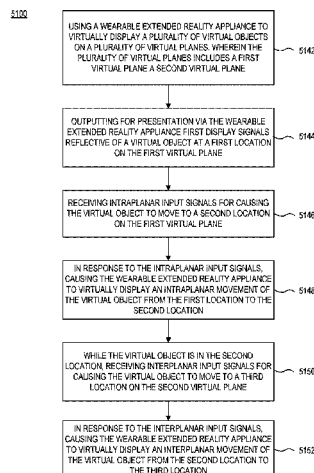 5100
USING A WEARABLE EXTENDED REALITY APPLIANCE TO
VIRTUALLY DISPLAY A PLURALITY OF VIRTUAL OBJECTS
ON A PLURALITY OF VIRTUAL PLANES. WHEREIN THE
PLURALITY OF VIRTUAL PLANES INCLUDES A FIRST
VIRTUAL PLANE A SECOND VIRTUAL PLANE
5142
OUTPUTTING FOR PRESENTATION VIA THE WEARABLE
EXTENDED REALITY APPLIANCE FIRST DISPLAY SIGNALS
REFLECTIVE OF A VIRTUAL OBJECT AT A FIRST LOCATION
ON THE FIRST VIRTUAL PLANE
5144
RECEIVING INTRAPLANAR INPUT SIGNALS FOR CAUSING
THE VIRTUAL OBJECT TO MOVE TO A SECOND LOCATION
ON THE FIRST VIRTUAL PLANE
5146
IN RESPONSE TO THE INTRAPLANAR INPUT SIGNALS,
CAUSING THE WEARABLE EXTENDED REALITY APPLIANCE
TO VIRTUALLY DISPLAY AN INTRAPLANAR MOVEMENT OF
THE VIRTUAL OBJECT FROM THE FIRST LOCATION TO THE
SECOND LOCATION
5148
WHILE THE VIRTUAL OBJECT IS IN THE SECOND
LOCATION, RECEIVING INTERPLANAR INPUT SIGNALS FOR
CAUSING THE VIRTUAL OBJECT TO MOVE TO A THIRD
LOCATION ON THE SECOND VIRTUAL PLANE
5150
IN RESPONSE TO THE INTERPLANAR INPUT SIGNALS,
CAUSING THE WEARABLE EXTENDED REALITY APPLIANCE
TO VIRTUALLY DISPLAY AN INTERPLANAR MOVEMENT OF
THE VIRTUAL OBJECT FROM THE SECOND LOCATION TO
THE THIRD LOCATION
5152